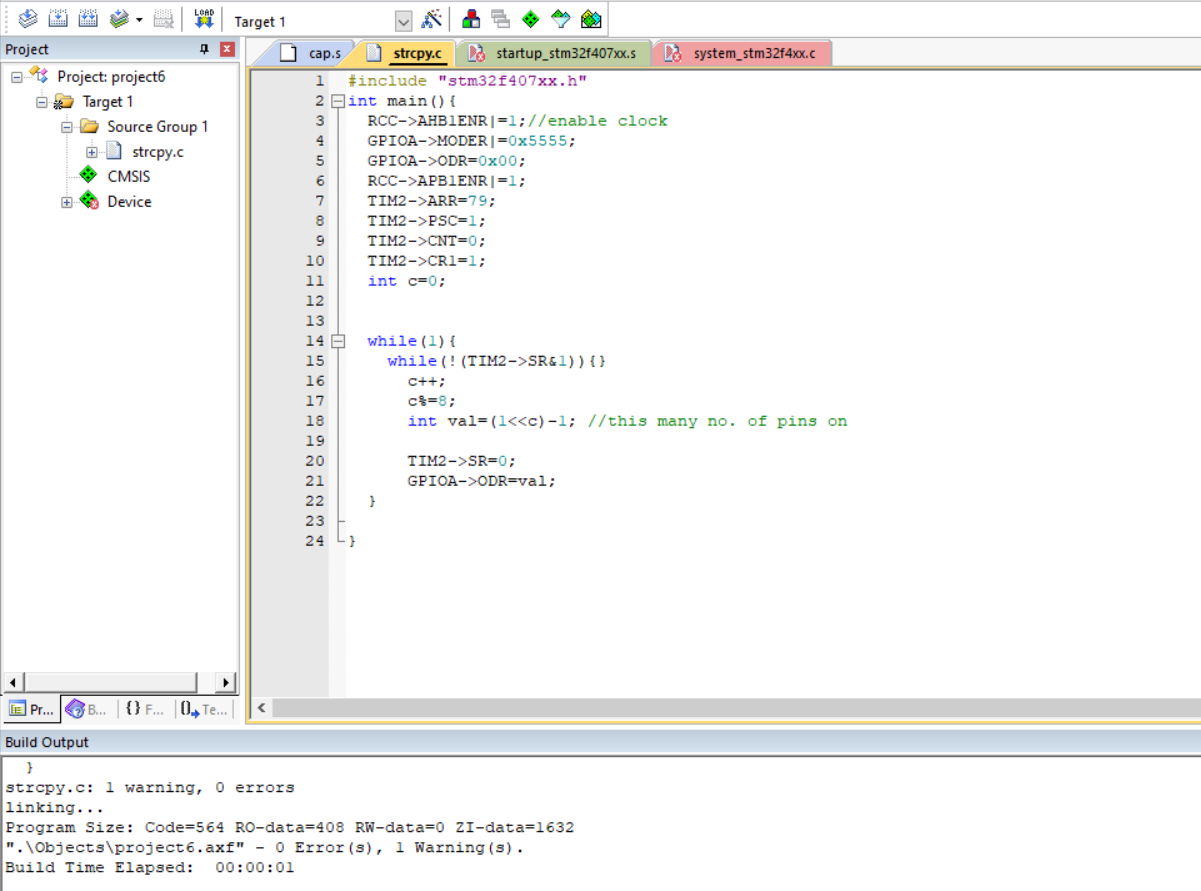 LOAD
Target 1
Project
Project: project6
Target 1
Source Group 1
strcpy.c
CMSIS
Device
Pr...
B...
{} F...
Te...
cap.s
strcpy.c
startup_stm32f407xx.s
system_stm32f4xx.c
1 #include "stm32f407xx.h"
2 int main(){
3 RCC->AHB1ENR|=1;//enable clock
4 GPIOA->MODER|=0x5555;
5 GPIOA->ODR=0x00;
6 RCC->APB1ENR|=1;
7 TIM2->ARR=79;
8 TIM2->PSC=1;
9 TIM2->CNT=0;
10 TIM2->CR1=1;
11 int c=0;
12
13
14 while(1){
15 while(!(TIM2->SR&1)){}
16 c++;
17 c%=8;
18 int val=(1<<c)-1; //this many no. of pins on
19
20 TIM2->SR=0;
21 GPIOA->ODR=val;
22 }
23
24 }
Build Output
}
strcpy.c: 1 warning, 0 errors
linking...
Program Size: Code=564 RO-data=408 RW-data=0 ZI-data=1632
".\Objects\project6.axf" - 0 Error(s), 1 Warning(s).
Build Time Elapsed:  00:00:01